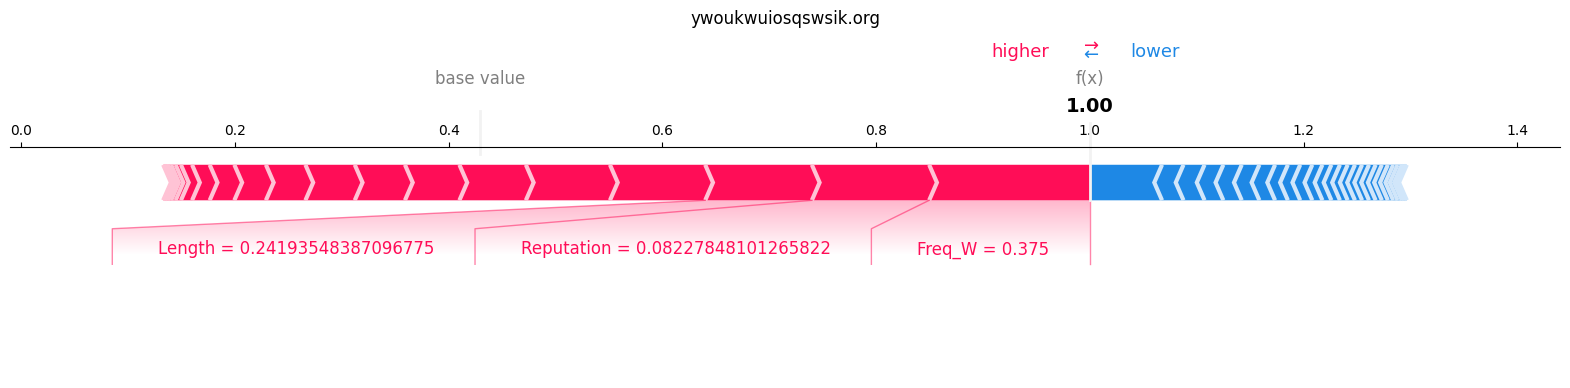 ywoukwuiosqswsik.org
higher → ← lower
base value f(x)
1.00
0.0 0.2 0.4 0.6 0.8 1.0 1.2 1.4
Length = 0.24193548387096775 Reputation = 0.08227848101265822 Freq_W = 0.375